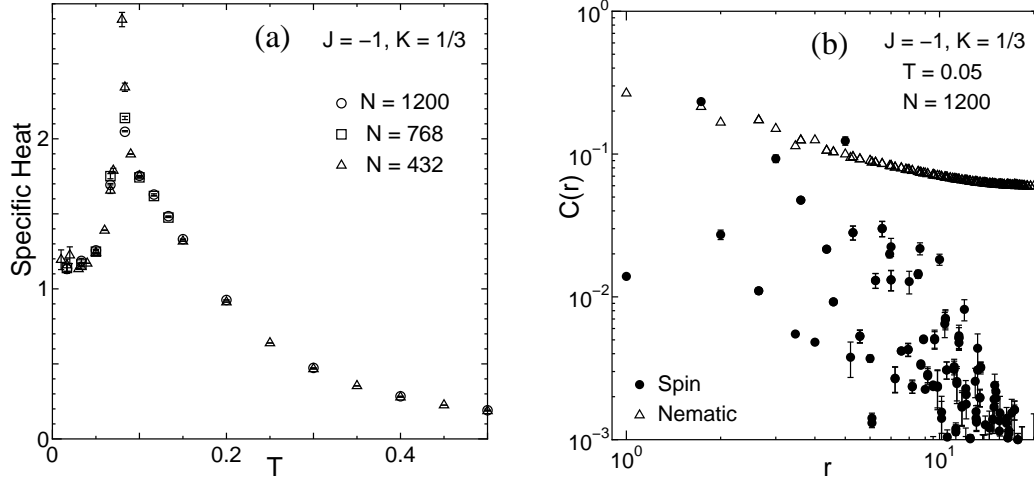 (a)
J = −1, K = 1/3
N = 1200
N = 768
N = 432
Specific Heat
2
1
0
0
0.2
0.4
T
(b)
J = −1, K = 1/3
T = 0.05
N = 1200
C(r)
10^0
10^-1
10^-2
10^-3
Spin
Nematic
10^0
10^1
r